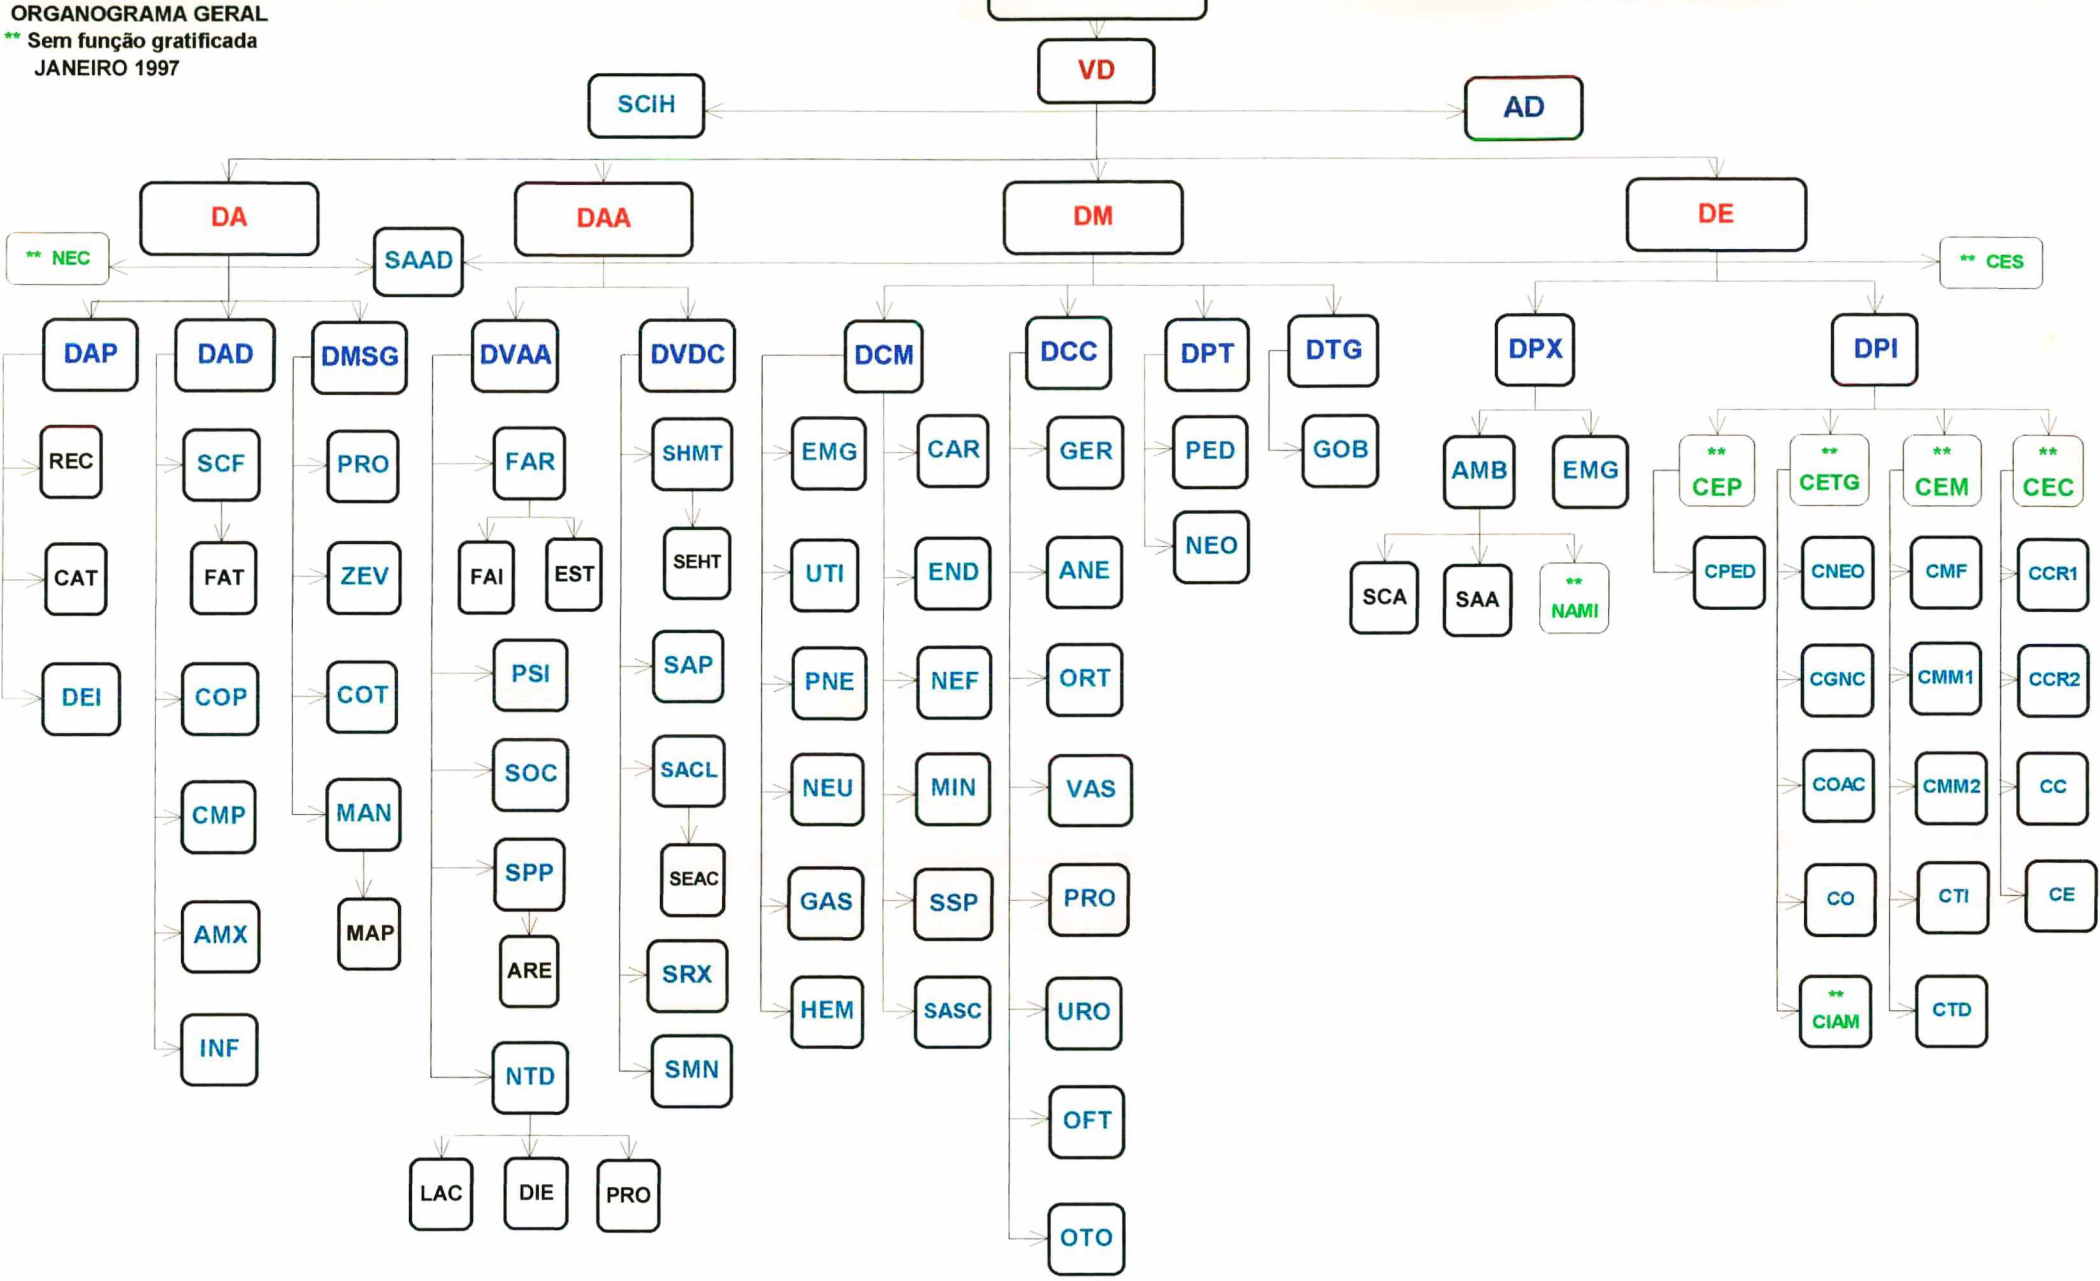 ORGANOGRAMA GERAL
** Sem função gratificada
JANEIRO 1997
VD
SCIH
AD
DA
DAA
DM
DE
** NEC
SAAD
** CES
DAP
DAD
DMSG
DVAA
DVDC
DCM
DCC
DPT
DTG
DPX
DPI
REC
SCF
PRO
FAR
SHMT
EMG
CAR
GER
PED
GOB
AMB
EMG
**
CEP
**
CETG
**
CEM
**
CEC
CAT
FAT
ZEV
FAI
EST
SEHT
UTI
END
ANE
NEO
SCA
SAA
**
NAMI
CPED
CNEO
CMF
CCR1
DEI
COP
COT
PSI
SAP
PNE
NEF
ORT
CGNC
CMM1
CCR2
CMP
MAN
SOC
SACL
NEU
MIN
VAS
COAC
CMM2
CC
AMX
MAP
SPP
SEAC
GAS
SSP
PRO
CO
CTI
CE
ARE
SRX
INF
NTD
SMN
HEM
SASC
URO
**
CIAM
CTD
OFT
LAC
DIE
PRO
OTO